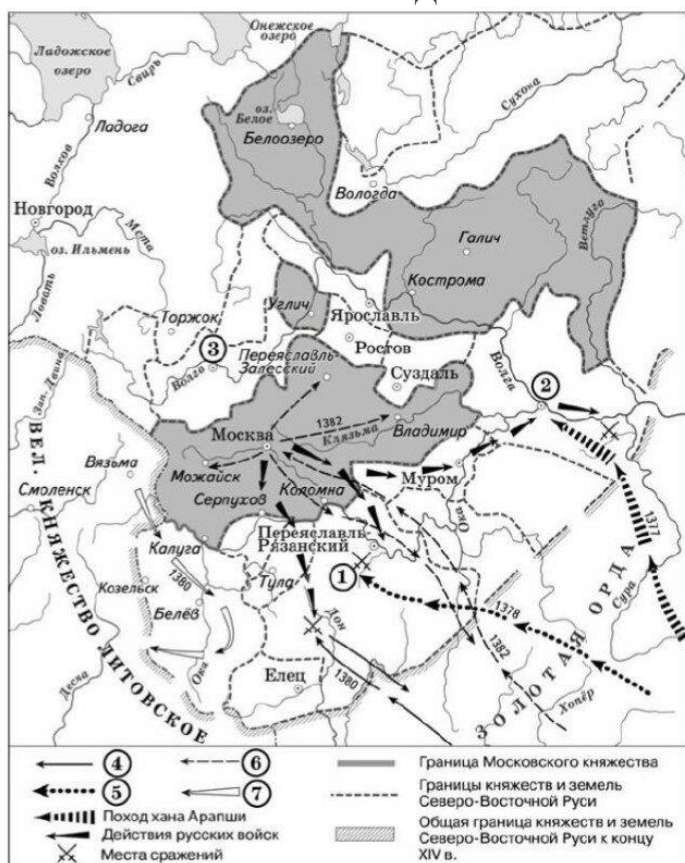 Онежское озеро
Ладожское озеро
Свирь
Сухона
оз. Белое
Белоозеро
Ладога
Волхов
Вологда
Новгород
оз. Ильмень
Мста
Ловать
Галич
Ветлуга
Кострома
Углич
Ярославль
Торжок
③
Ростов
Волга
Переяславль-Залесский
Суздаль
Волга
②
Зап. Двина
1382
Клязьма
Москва
Владимир
ВЕЛ. КНЯЖЕСТВО ЛИТОВСКОЕ
Вязьма
Можайск
Смоленск
Серпухов
Коломна
Муром
Ока
1377
Калуга
Переяславль-Рязанский
Тула
①
Козельск
1380
Белёв
Дон
1378
Сура
ЗОЛОТАЯ ОРДА
1382
Десна
Ока
Елец
1380
Хопёр
④
⑥
Граница Московского княжества
⑤
⑦
Границы княжеств и земель
Северо-Восточной Руси
Поход хана Арапши
Действия русских войск
Общая граница княжеств и земель
Северо-Восточной Руси к концу
XIV в.
Места сражений